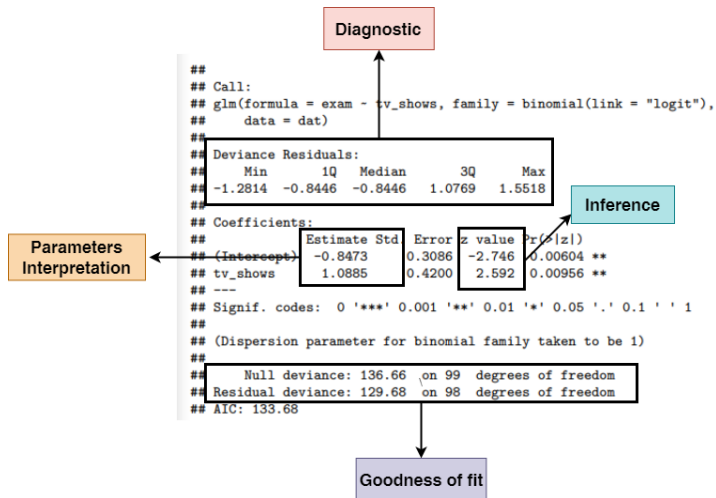 Diagnostic
##
## Call:
## glm(formula = exam ~ tv_shows, family = binomial(link = "logit"),
##     data = dat)
##
## Deviance Residuals:
##     Min      1Q  Median      3Q     Max
## -1.2814 -0.8446 -0.8446  1.0769  1.5518
##
Inference
## Coefficients:
##             Estimate Std. Error z value Pr(>|z|)
Parameters
Interpretation
## (Intercept)  -0.8473     0.3086  -2.746  0.00604 **
## tv_shows      1.0885     0.4200   2.592  0.00956 **
## ---
## Signif. codes:  0 '***' 0.001 '**' 0.01 '*' 0.05 '.' 0.1 ' ' 1
##
## (Dispersion parameter for binomial family taken to be 1)
##
##     Null deviance: 136.66  on 99  degrees of freedom
## Residual deviance: 129.68  on 98  degrees of freedom
## AIC: 133.68
Goodness of fit